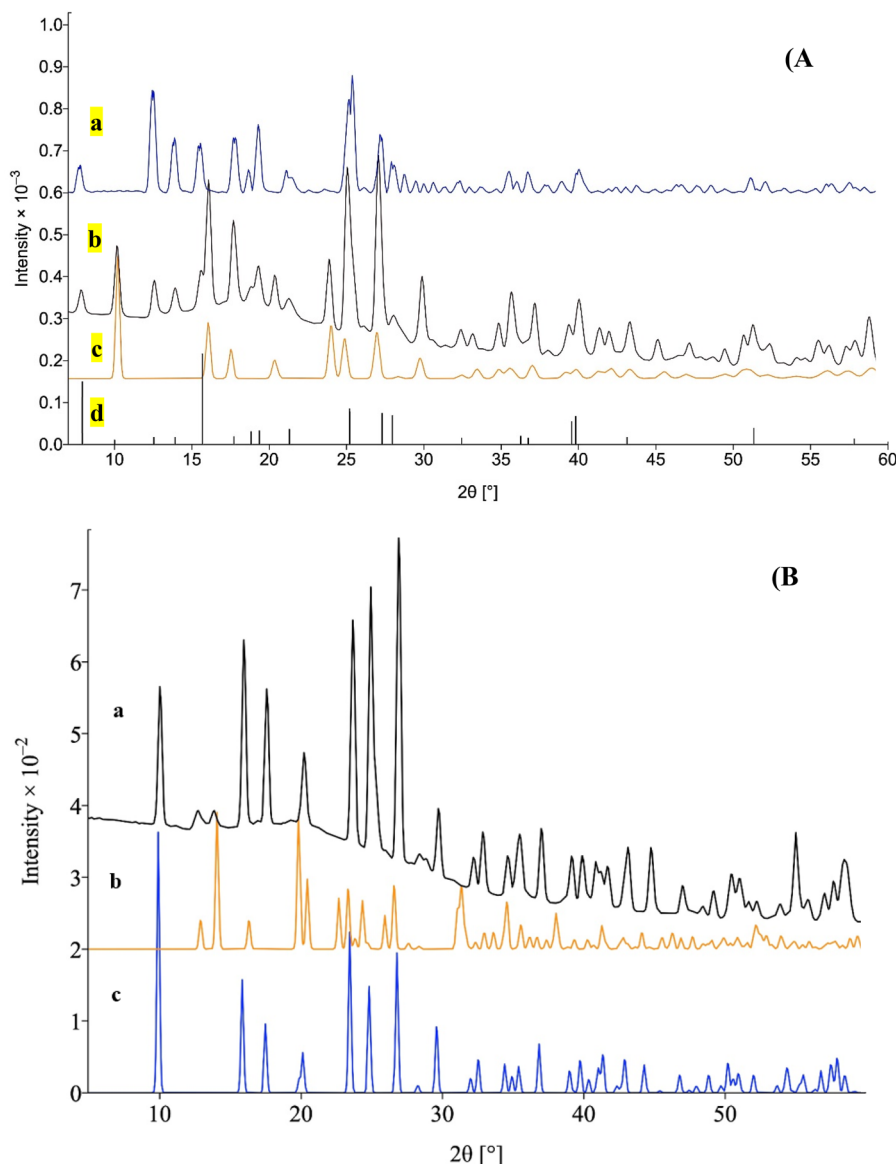 (A
1.0
0.9
0.8
a
0.7
0.6
b
0.5
0.4
0.3
c
0.2
d
0.1
0.0
Intensity × 10⁻³
10 15 20 25 30 35 40 45 50 55 60
2θ [°]
(B
7
6
a
5
4
3
b
2
c
1
0
Intensity × 10⁻²
10 20 30 40 50
2θ [°]